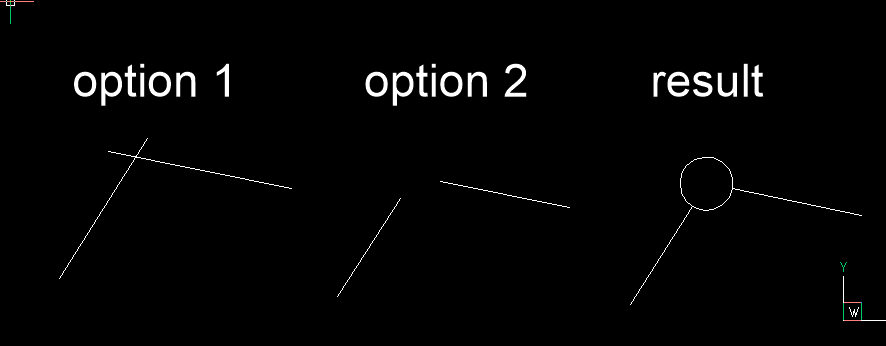 option 1
option 2
result
Y
W